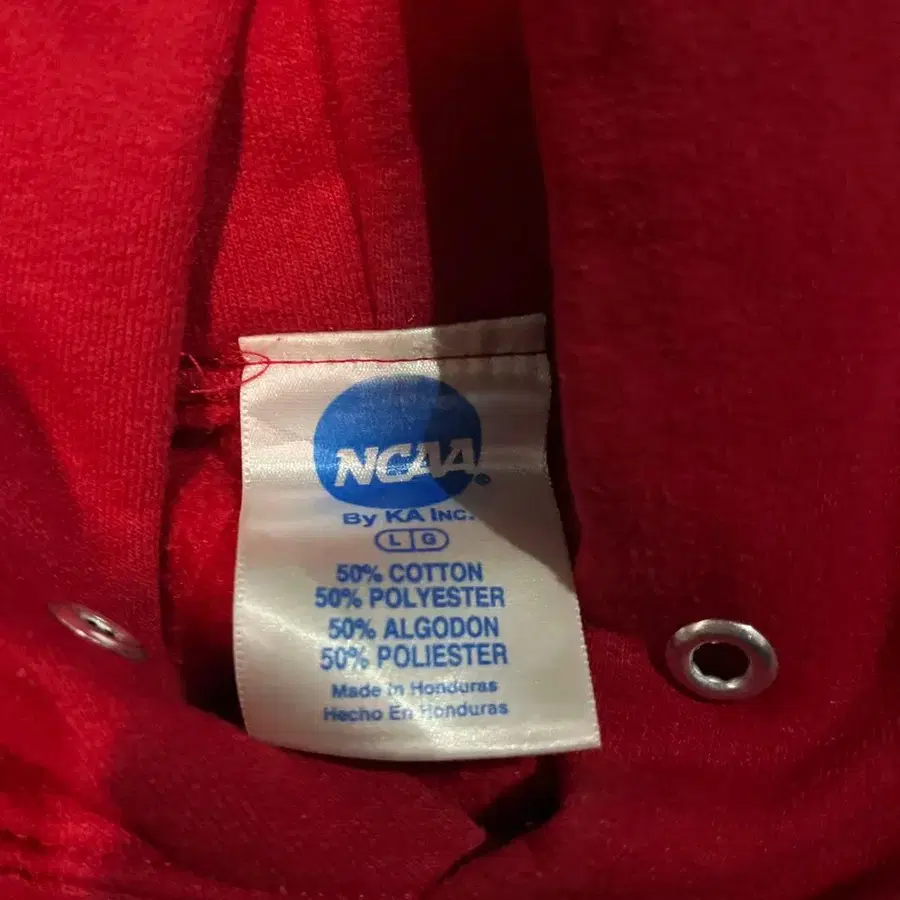 NCAA®
By KA Inc.
L G
50% COTTON
50% POLYESTER
50% ALGODON
50% POLIESTER
Made In Honduras
Hecho En Honduras